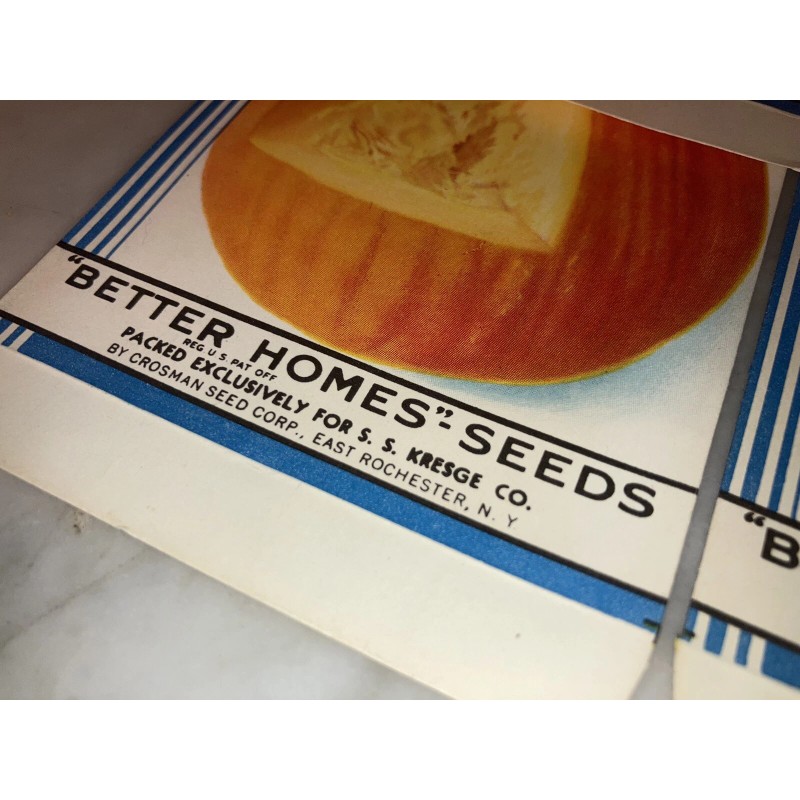 "BETTER HOMES"-SEEDS
REG U S. PAT OFF
PACKED EXCLUSIVELY FOR S. S. KRESGE CO.
BY CROSMAN SEED CORP., EAST ROCHESTER, N. Y
"B